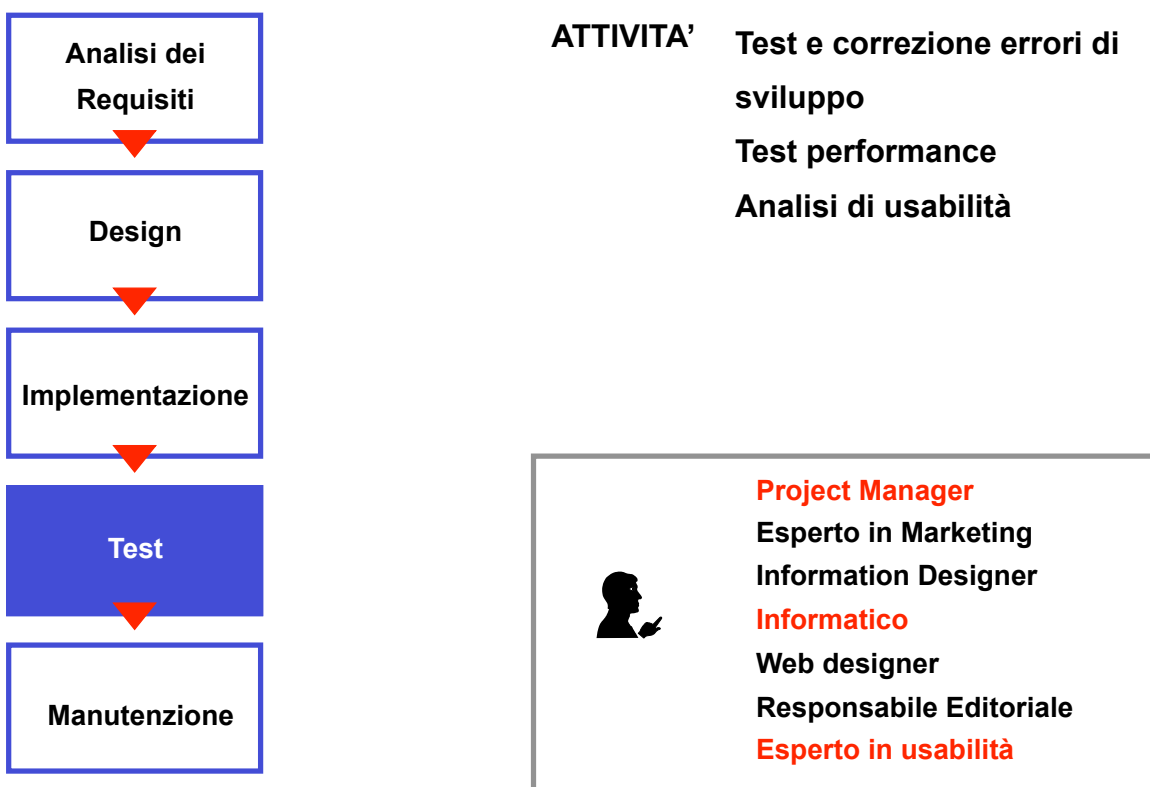 Analisi dei
Requisiti
Design
Implementazione
Test
Manutenzione
ATTIVITA’
Test e correzione errori di
sviluppo
Test performance
Analisi di usabilità
Project Manager
Esperto in Marketing
Information Designer
Informatico
Web designer
Responsabile Editoriale
Esperto in usabilità